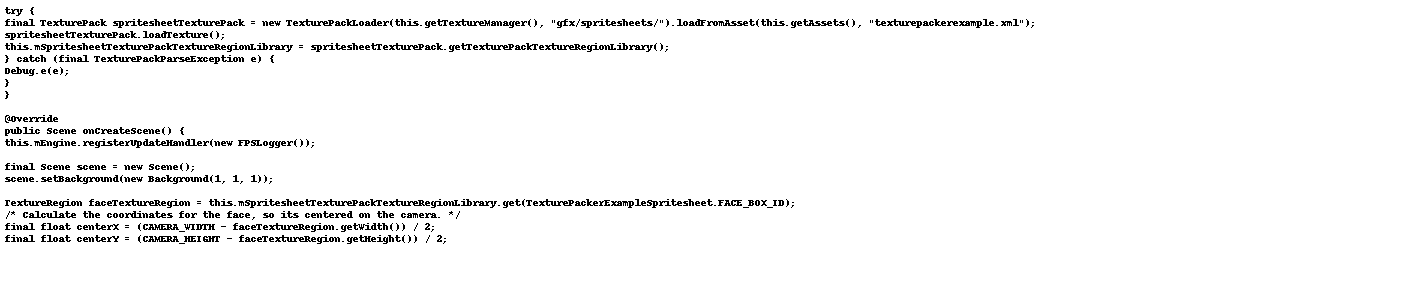 try {
final TexturePack spritesheetTexturePack = new TexturePackLoader(this.getTextureManager(), "gfx/spritesheets/").loadFromAsset(this.getAssets(), "texturepackerexample.xml");
spritesheetTexturePack.loadTexture();
this.mSpritesheetTexturePackTextureRegionLibrary = spritesheetTexturePack.getTexturePackTextureRegionLibrary();
} catch (final TexturePackParseException e) {
Debug.e(e);
}
}
@Override
public Scene onCreateScene() {
this.mEngine.registerUpdateHandler(new FPSLogger());
final Scene scene = new Scene();
scene.setBackground(new Background(1, 1, 1));
TextureRegion faceTextureRegion = this.mSpritesheetTexturePackTextureRegionLibrary.get(TexturePackerExampleSpritesheet.FACE_BOX_ID);
/* Calculate the coordinates for the face, so its centered on the camera. */
final float centerX = (CAMERA_WIDTH - faceTextureRegion.getWidth()) / 2;
final float centerY = (CAMERA_HEIGHT - faceTextureRegion.getHeight()) / 2;